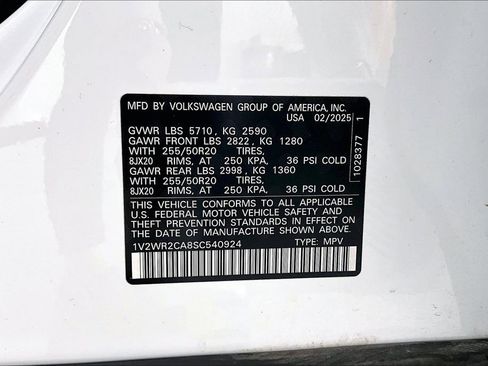 MFD BY VOLKSWAGEN GROUP OF AMERICA, INC.
USA 02/2025
GVWR LBS 5710, KG 2590
GAWR FRONT LBS 2822, KG 1280
WITH 255/50R20 TIRES,
8JX20 RIMS, AT 250 KPA, 36 PSI COLD
GAWR REAR LBS 2998, KG 1360
WITH 255/50R20 TIRES,
8JX20 RIMS, AT 250 KPA, 36 PSI COLD
THIS VEHICLE CONFORMS TO ALL APPLICABLE
U.S. FEDERAL MOTOR VEHICLE SAFETY AND
THEFT PREVENTION STANDARDS IN EFFECT ON THE
DATE OF MANUFACTURE SHOWN ABOVE.
1V2WR2CA8SC540924 TYPE: MPV
1028377 1